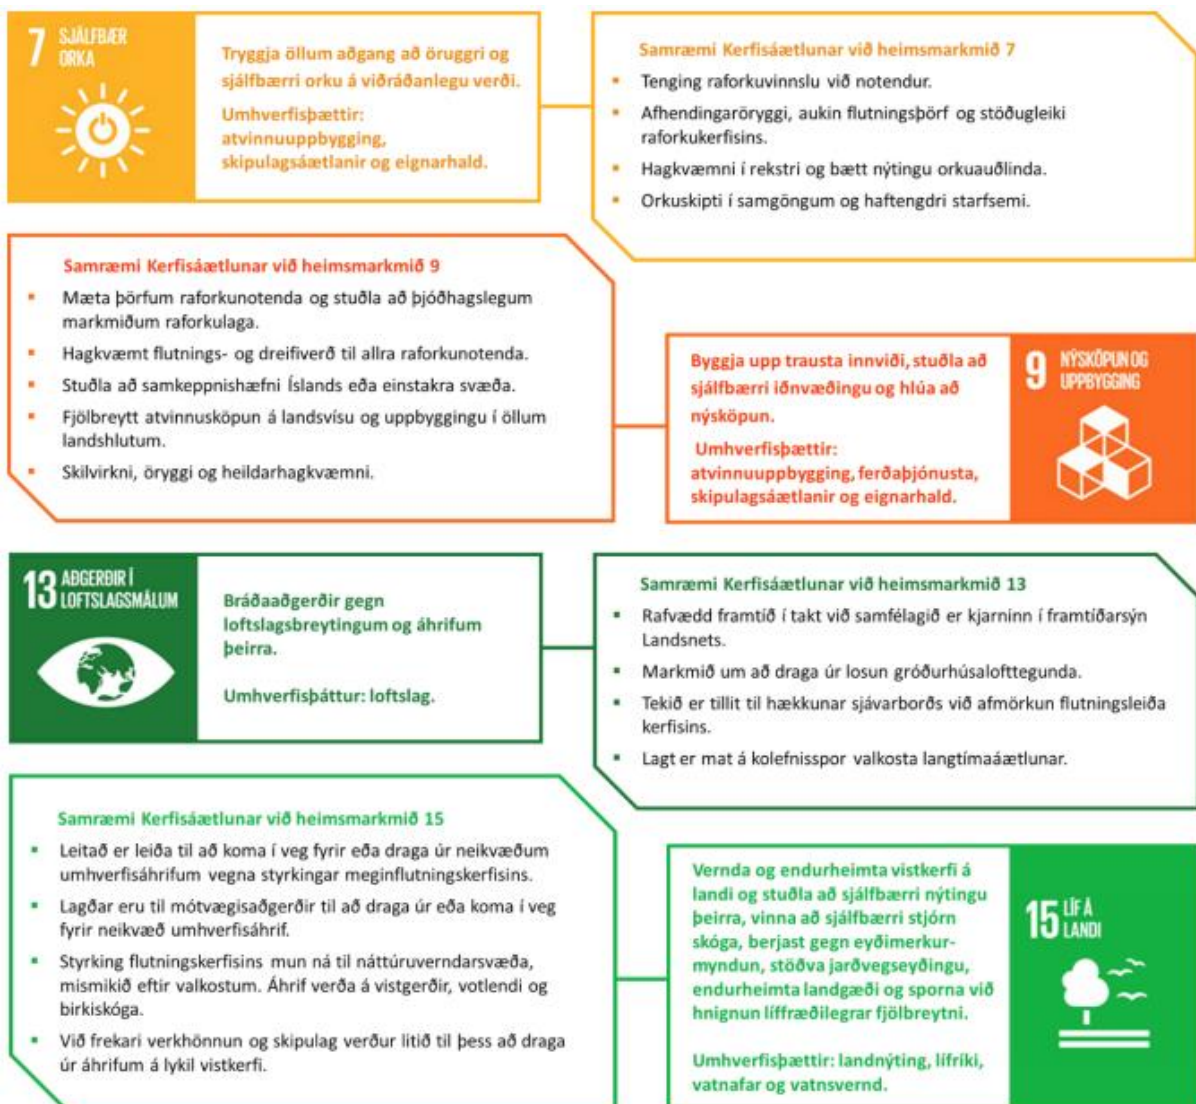 7 SJÁLFBÆR
ORKA
Tryggja öllum aðgang að öruggri og
sjálfbærri orku á viðráðanlegu verði.
Umhverfisþættir:
atvinnuuppbygging,
skipulagsáætlanir og eignarhald.
Samræmi Kerfisáætlunar við heimsmarkmið 7
▪ Tenging raforkuvinnslu við notendur.
▪ Afhendingaröryggi, aukin flutningsþörf og stöðugleiki
raforkukerfisins.
▪ Hagkvæmni í rekstri og bætt nýtingu orkuauðlinda.
▪ Orkuskipti í samgöngum og haftengdri starfsemi.
Samræmi Kerfisáætlunar við heimsmarkmið 9
▪ Mæta þörfum raforkunotenda og stuðla að þjóðhagslegum
markmiðum raforkulaga.
▪ Hagkvæmt flutnings- og dreifiverð til allra raforkunotenda.
▪ Stuðla að samkeppnishæfni Íslands eða einstakra svæða.
▪ Fjölbreytt atvinnusköpun á landsvísu og uppbyggingu í öllum
landshlutum.
▪ Skilvirkni, öryggi og heildarhagkvæmni.
Byggja upp trausta innviði, stuðla að
sjálfbærri iðnvæðingu og hlúa að
nýsköpun.
Umhverfisþættir:
atvinnuuppbygging, ferðaþjónusta,
skipulagsáætlanir og eignarhald.
9 NÝSKÖPUN OG
UPPBYGGING
13 AÐGERÐIR Í
LOFTSLAGSMÁLUM
Bráðaaðgerðir gegn
loftslagsbreytingum og áhrifum
þeirra.
Umhverfisþáttur: loftslag.
Samræmi Kerfisáætlunar við heimsmarkmið 13
▪ Rafvædd framtíð í takt við samfélagið er kjarninn í framtíðarsýn
Landsnets.
▪ Markmið um að draga úr losun gróðurhúsalofttegunda.
▪ Tekið er tillit til hækkunar sjávarborðs við afmörkun flutningsleiða
kerfisins.
▪ Lagt er mat á kolefnisspor valkosta langtímaáætlunar.
Samræmi Kerfisáætlunar við heimsmarkmið 15
▪ Leitað er leiða til að koma í veg fyrir eða draga úr neikvæðum
umhverfisáhrifum vegna styrkingar meginflutningskerfisins.
▪ Lagðar eru til mótvægisaðgerðir til að draga úr eða koma í veg
fyrir neikvæð umhverfisáhrif.
▪ Styrking flutningskerfisins mun ná til náttúruverndarsvæða,
mismikið eftir valkostum. Áhrif verða á vistgerðir, votlendi og
birkiskóga.
▪ Við frekari verkhönnun og skipulag verður litið til þess að draga
úr áhrifum á lykil vistkerfi.
Vernda og endurheimta vistkerfi á
landi og stuðla að sjálfbærri nýtingu
þeirra, vinna að sjálfbærri stjórn
skóga, berjast gegn eyðimerkur-
myndun, stöðva jarðvegseyðingu,
endurheimta landgæði og sporna við
hnignun líffræðilegrar fjölbreytni.
Umhverfisþættir: landnýting, lífríki,
vatnafar og vatnsvernd.
15 LÍF Á
LANDI